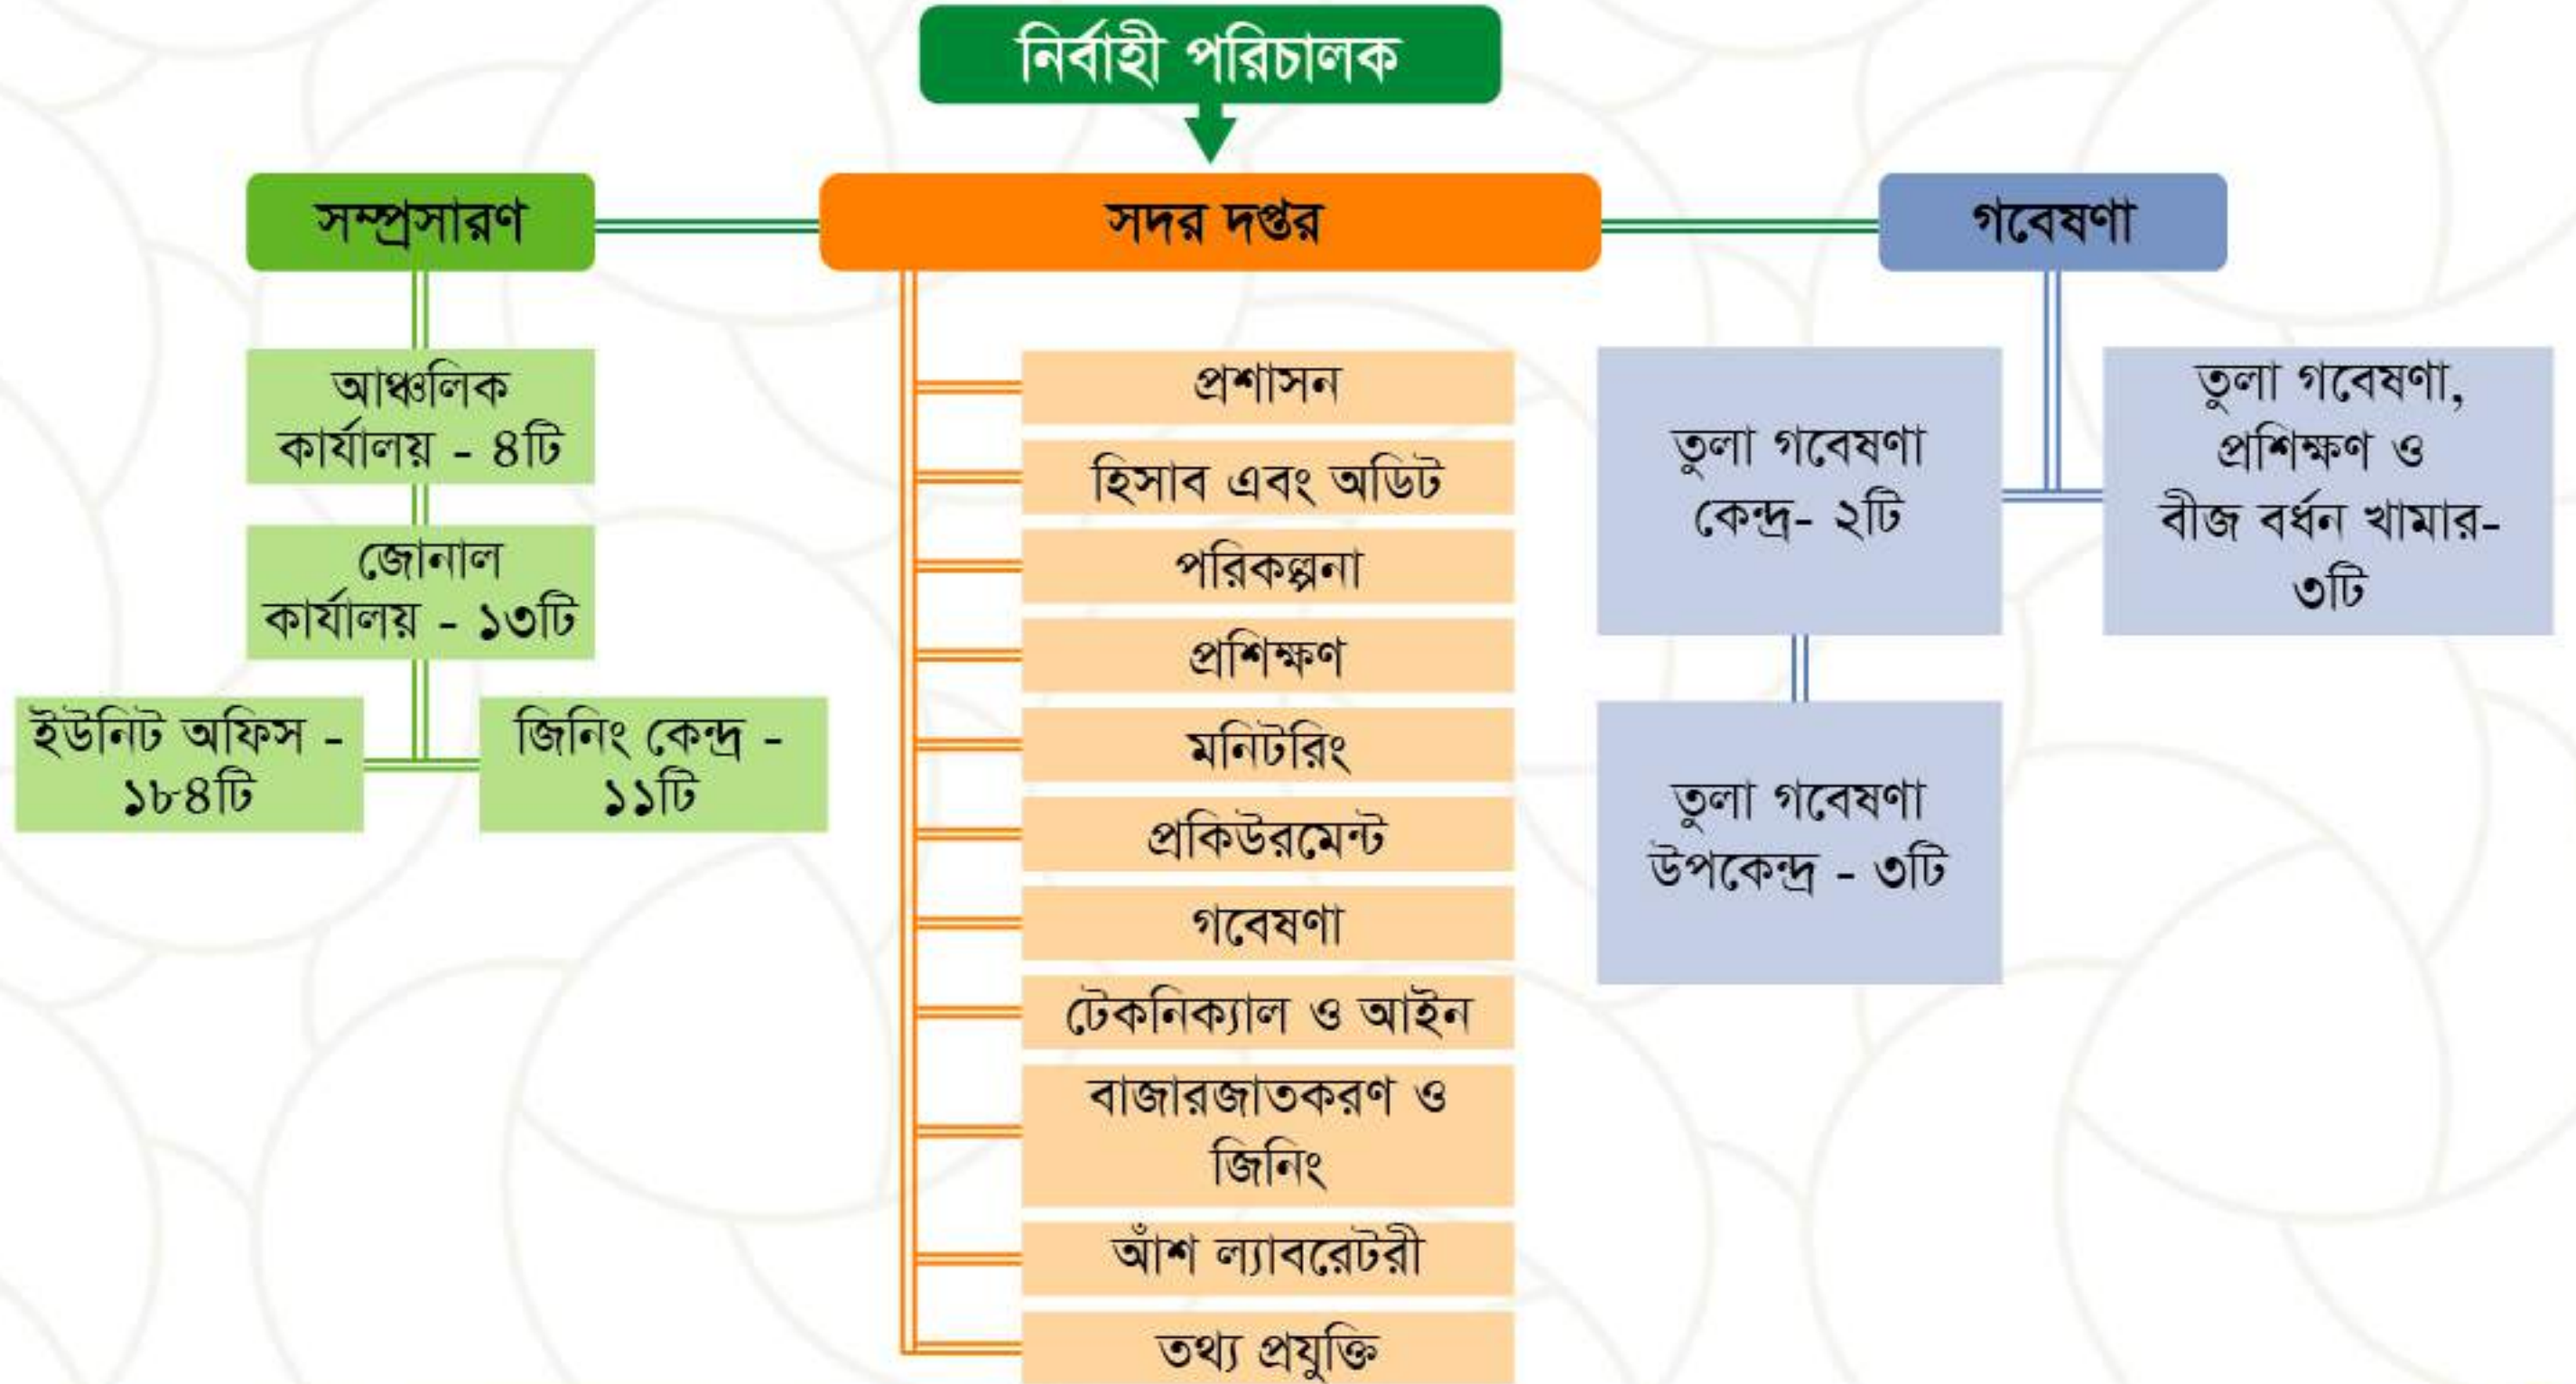 নির্বাহী পরিচালক
সম্প্রসারণ
সদর দপ্তর
গবেষণা
আঞ্চলিক
কার্যালয় - ৪টি
জোনাল
কার্যালয় - ১৩টি
ইউনিট অফিস -
১৮৪টি
জিনিং কেন্দ্র -
১১টি
প্রশাসন
হিসাব এবং অডিট
পরিকল্পনা
প্রশিক্ষণ
মনিটরিং
প্রকিউরমেন্ট
গবেষণা
টেকনিক্যাল ও আইন
বাজারজাতকরণ ও
জিনিং
আঁশ ল্যাবরেটরী
তথ্য প্রযুক্তি
তুলা গবেষণা
কেন্দ্র- ২টি
তুলা গবেষণা
উপকেন্দ্র - ৩টি
তুলা গবেষণা,
প্রশিক্ষণ ও
বীজ বর্ধন খামার-
৩টি